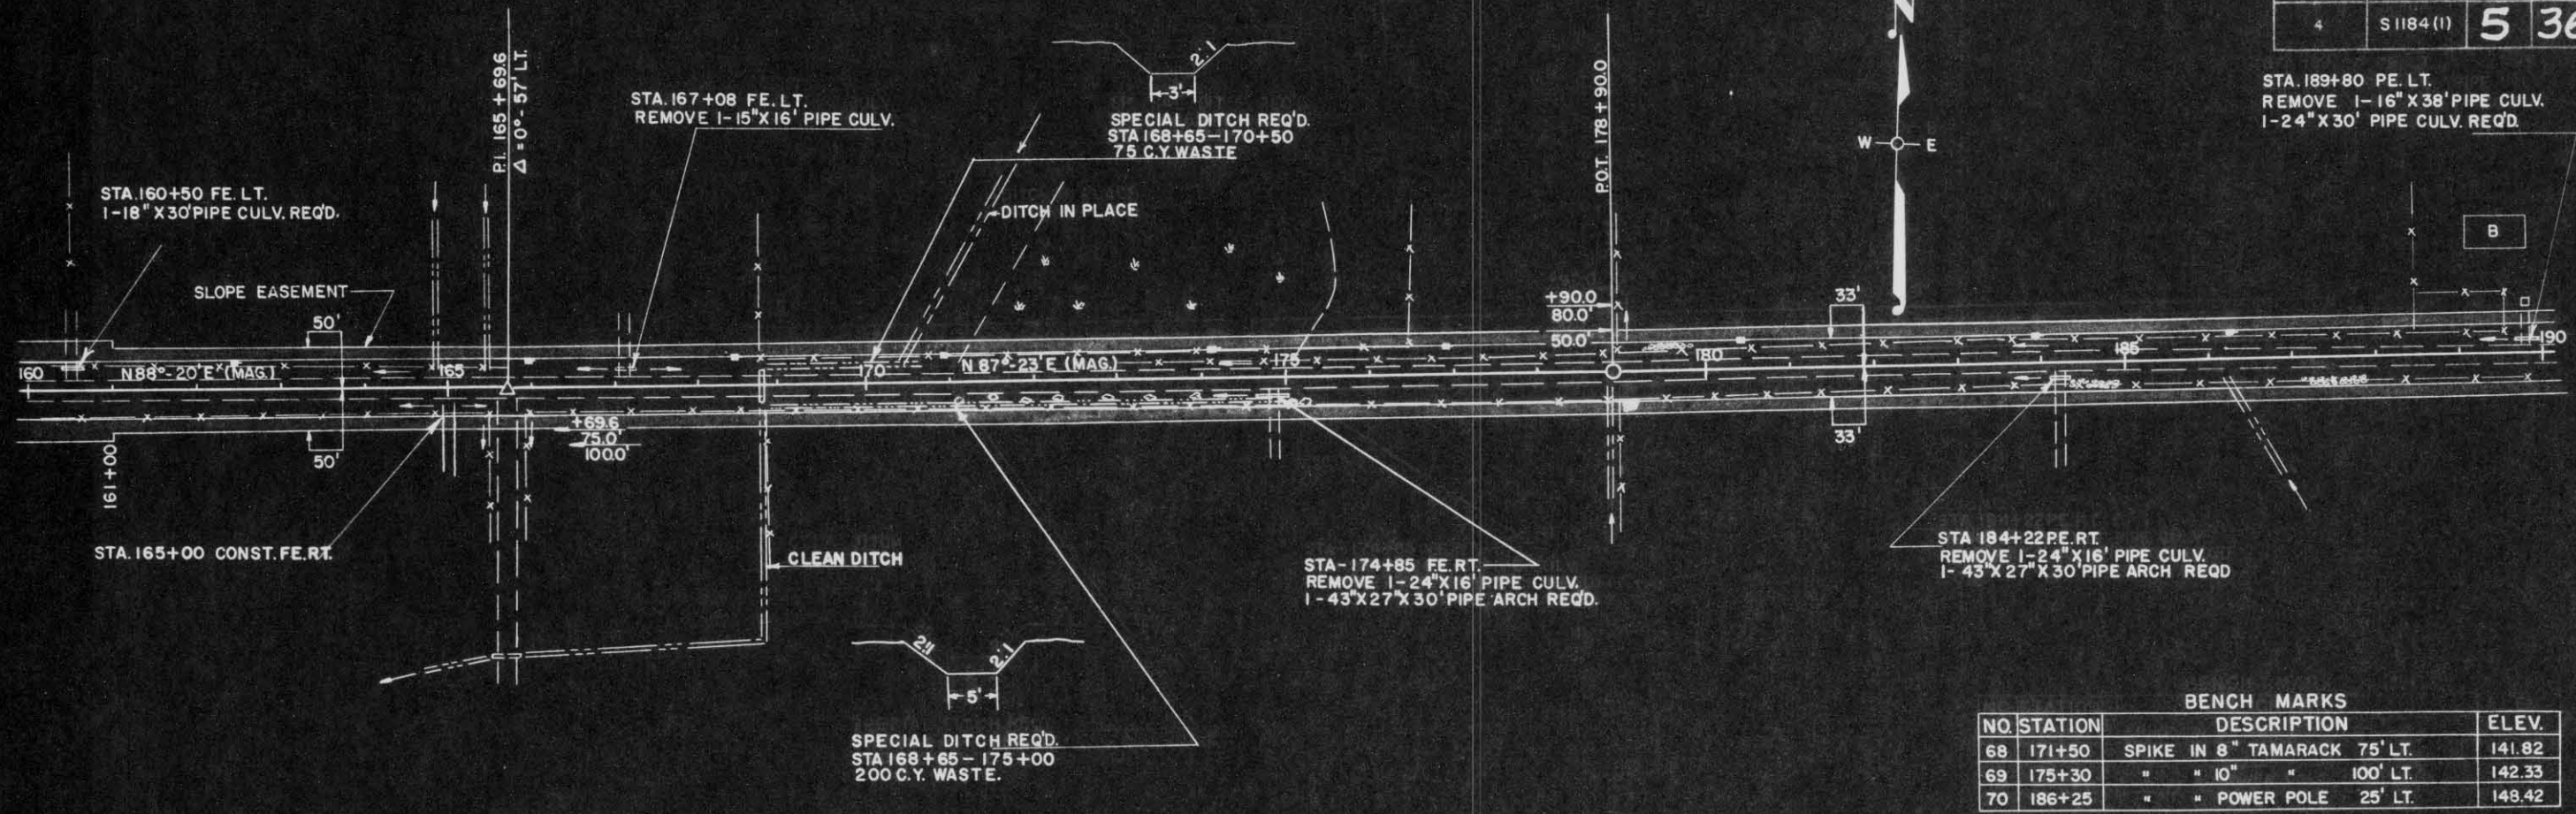 4 S1184(1) 5
STA. 189+80 P.E. LT.
REMOVE 1-16" X 38' PIPE CULV.
1-24" X 30' PIPE CULV. REQ'D.
N
W E
P.I. 165+69.6
Δ = 0°-57' LT.
STA. 167+08 F.E. LT.
REMOVE 1-15" X 16' PIPE CULV.
2:1
3'
SPECIAL DITCH REQ'D.
STA 168+65-170+50
75 C.Y. WASTE
P.O.T. 178+90.0
STA. 160+50 F.E. LT.
1-18" X 30' PIPE CULV. REQ'D.
DITCH IN PLACE
B
SLOPE EASEMENT
50'
+90.0
80.0'
50.0'
33'
160 N 88°-20' E (MAG.) 165 170 N 87°-23' E (MAG.) 175 180 185 190
+69.6
75.0'
100.0'
50'
33'
161+00
STA. 165+00 CONST. F.E. RT.
CLEAN DITCH
STA-174+85 F.E. RT.
REMOVE 1-24" X 16' PIPE CULV.
1-43" X 27" X 30' PIPE ARCH REQ'D.
STA 184+22 P.E. RT.
REMOVE 1-24" X 16' PIPE CULV.
1-43" X 27" X 30' PIPE ARCH REQD
2:1 2:1
5'
SPECIAL DITCH REQ'D.
STA 168+65-175+00
200 C.Y. WASTE.
BENCH MARKS
NO. STATION DESCRIPTION ELEV.
68 171+50 SPIKE IN 8" TAMARACK 75' LT. 141.82
69 175+30 " " 10" " 100' LT. 142.33
70 186+25 " " POWER POLE 25' LT. 148.42